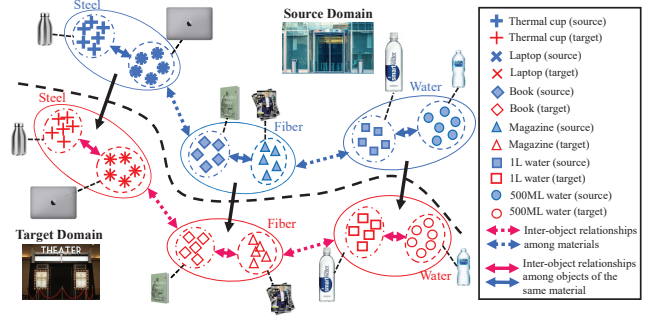 Source Domain
Steel
Water
Steel
Fiber
Target Domain
THEATER
Fiber
Water
Thermal cup (source)
Thermal cup (target)
Laptop (source)
Laptop (target)
Book (source)
Book (target)
Magazine (source)
Magazine (target)
1L water (source)
1L water (target)
500ML water (source)
500ML water (target)
Inter-object relationships
among materials
Inter-object relationships
among objects of the
same material